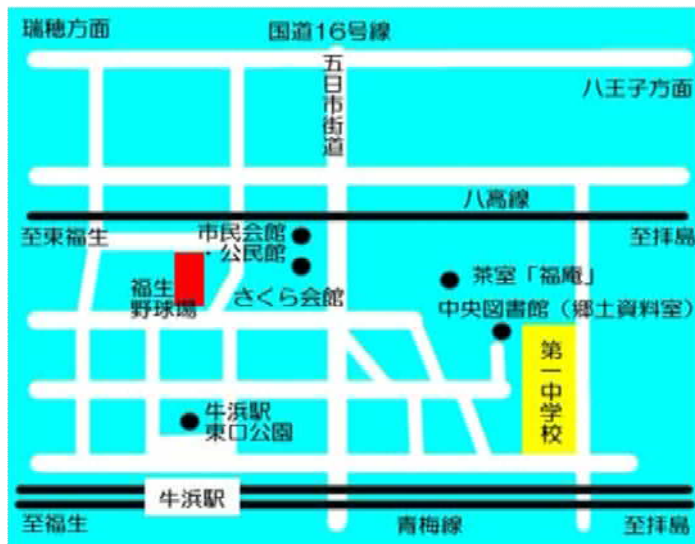 瑞穂方面
国道16号線
五日市街道
八王子方面
八高線
至東福生
至拝島
市民会館
・公民館
さくら会館
福生
野球場
茶室「福庵」
中央図書館（郷土資料室）
第一中学校
牛浜駅
東口公園
牛浜駅
至福生
青梅線
至拝島